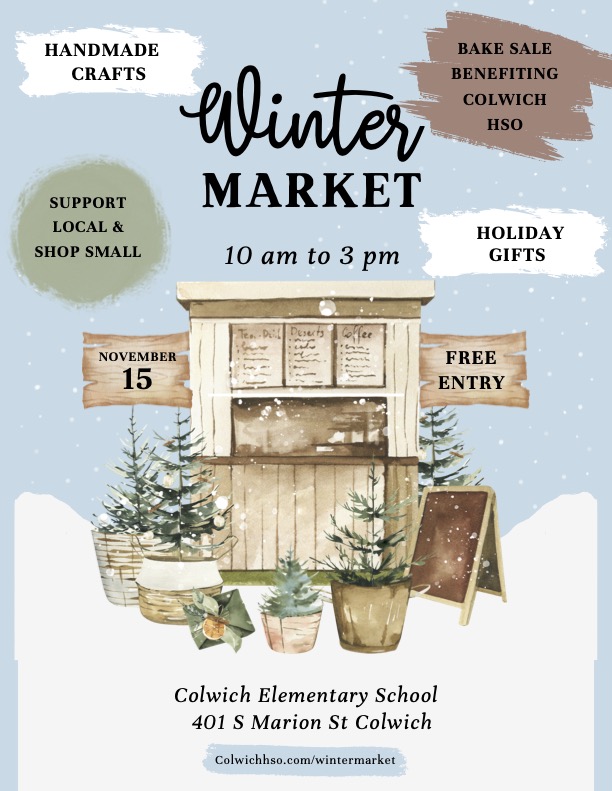 HANDMADE
CRAFTS
BAKE SALE
BENEFITING
COLWICH
HSO
Winter
MARKET
SUPPORT
LOCAL &
SHOP SMALL
HOLIDAY
GIFTS
10 am to 3 pm
Deserts
Coffee
NOVEMBER
15
FREE
ENTRY
Colwich Elementary School
401 S Marion St Colwich
Colwichhso.com/wintermarket